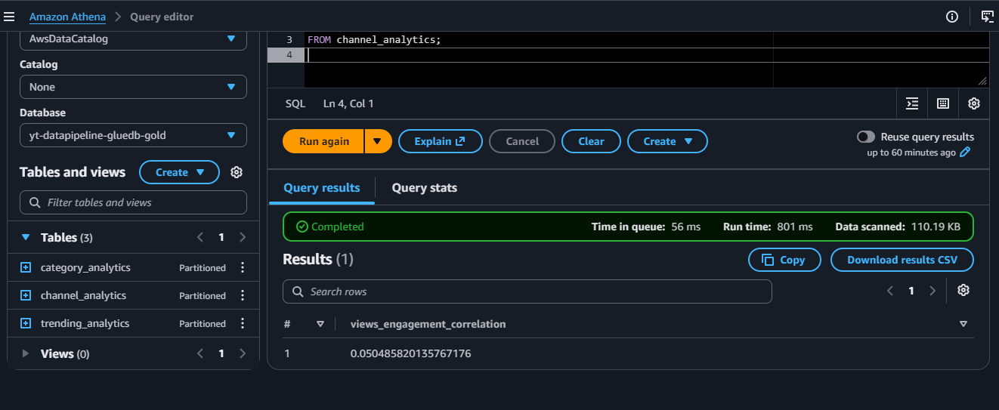 Amazon Athena > Query editor
AwsDataCatalog
Catalog
None
Database
yt-datapipeline-gluedb-gold
Tables and views Create
Filter tables and views
Tables (3) 1
category_analytics Partitioned
channel_analytics Partitioned
trending_analytics Partitioned
Views (0) 1
3 FROM channel_analytics;
4
SQL Ln 4, Col 1
Run again Explain Cancel Clear Create
Reuse query results
up to 60 minutes ago
Query results Query stats
Completed Time in queue: 56 ms Run time: 801 ms Data scanned: 110.19 KB
Results (1) Copy Download results CSV
Search rows 1
# views_engagement_correlation
1 0.050485820135767176